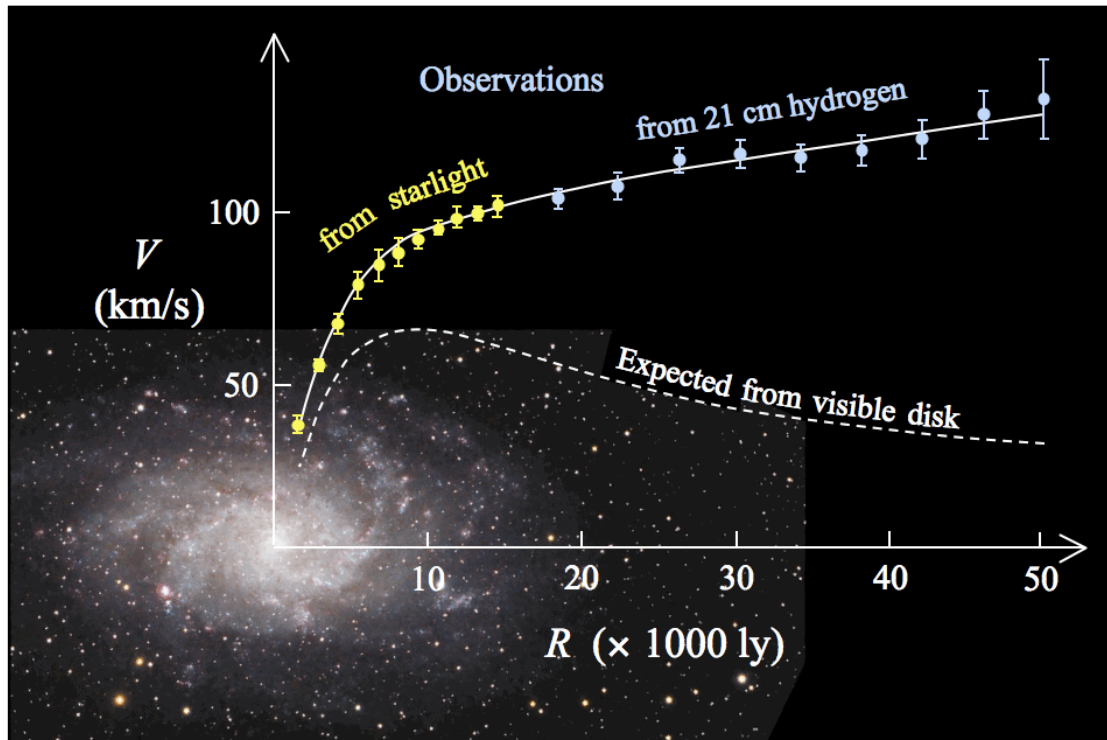 Observations
from 21 cm hydrogen
from starlight
100
V
(km/s)
50
Expected from visible disk
10 20 30 40 50
R (× 1000 ly)